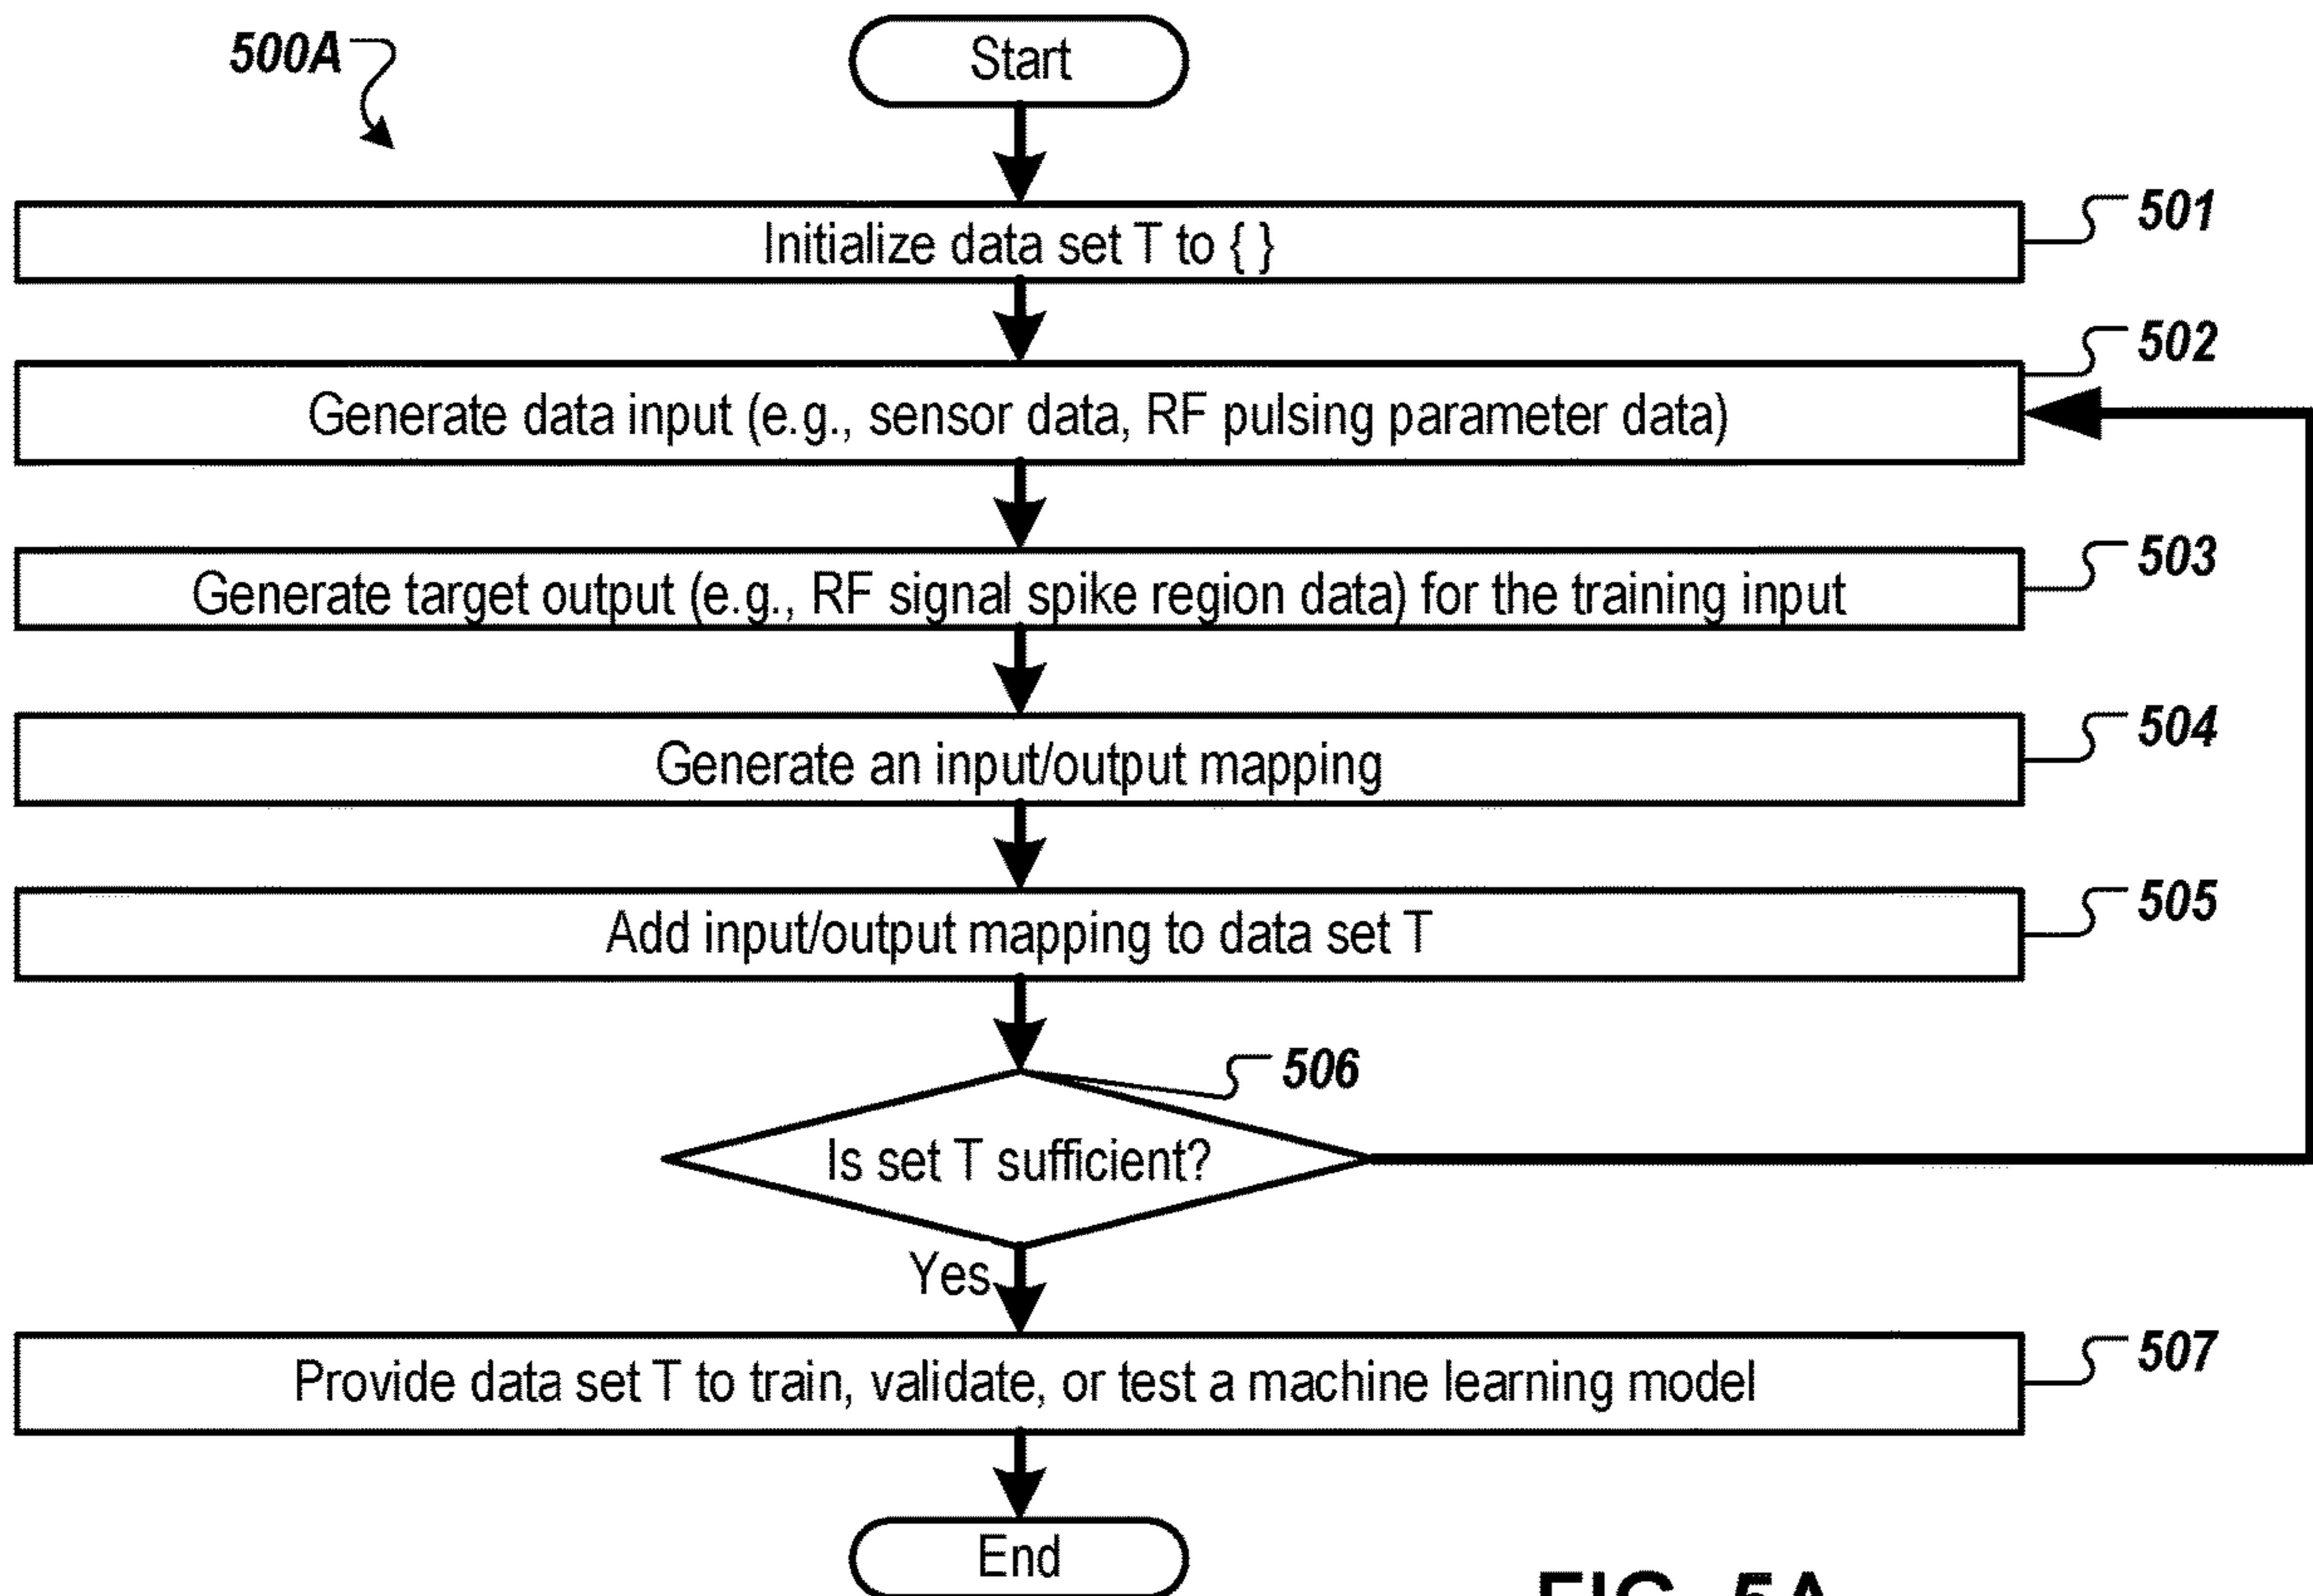 500A
Start
501
Initialize data set T to { }
502
Generate data input (e.g., sensor data, RF pulsing parameter data)
503
Generate target output (e.g., RF signal spike region data) for the training input
504
Generate an input/output mapping
505
Add input/output mapping to data set T
506
Is set T sufficient?
Yes
507
Provide data set T to train, validate, or test a machine learning model
End
FIG. 5A